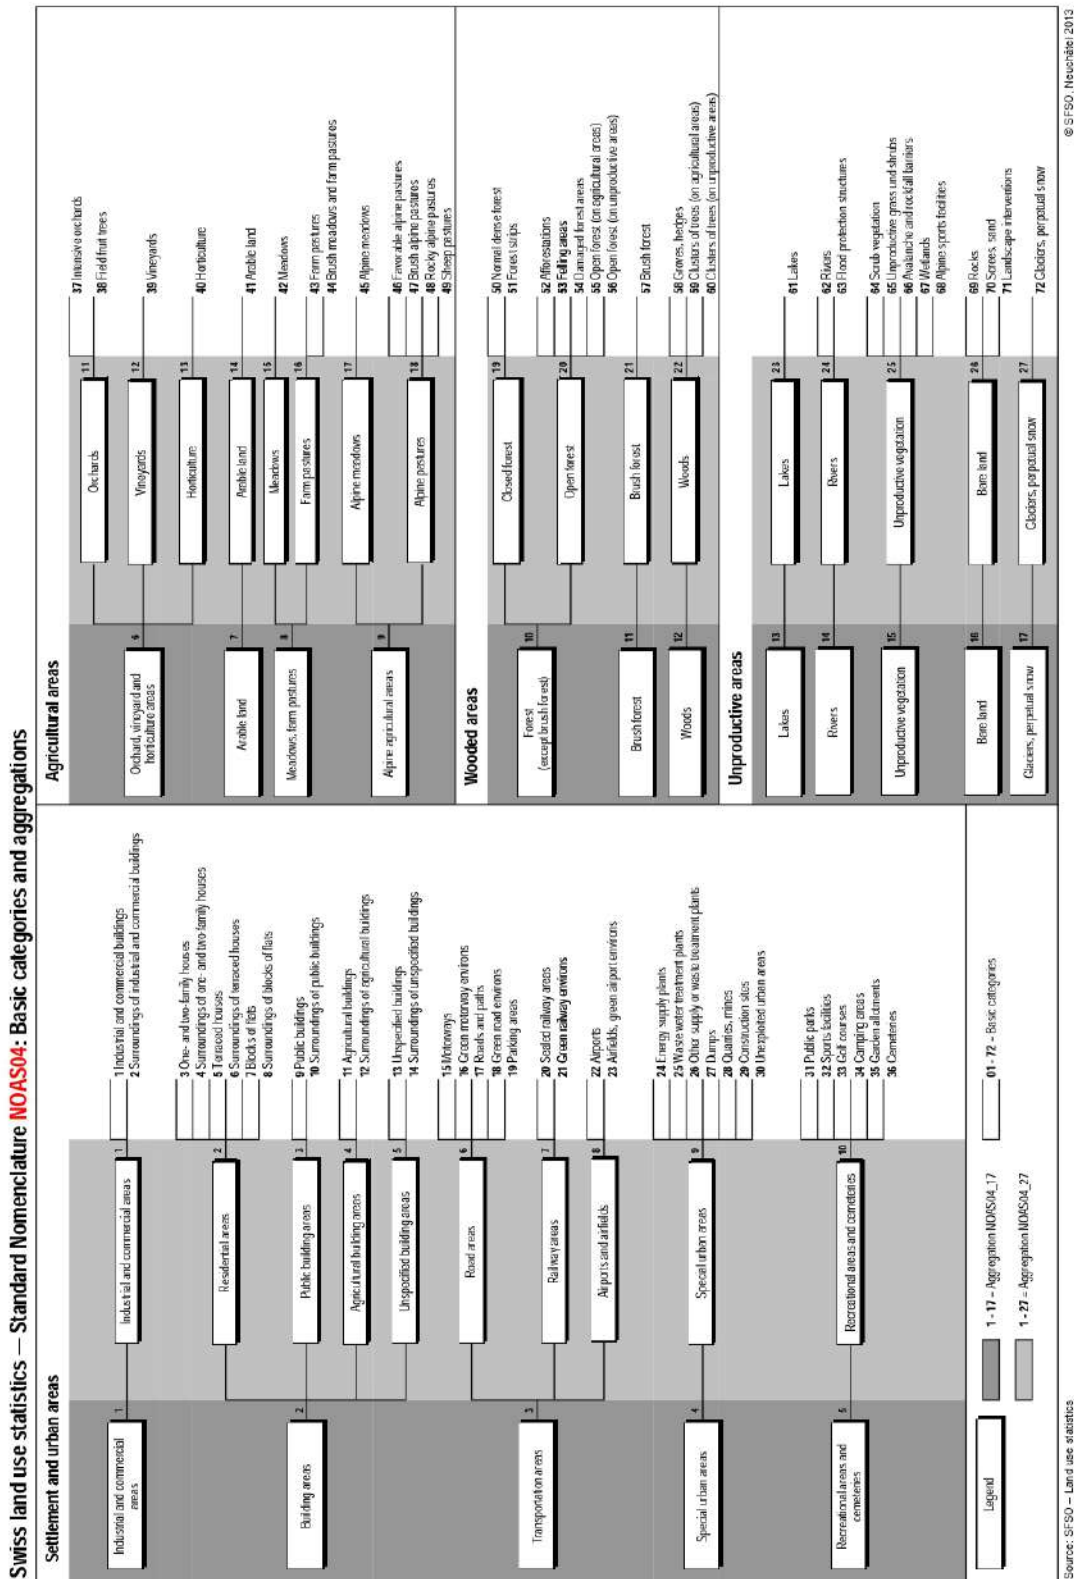 Swiss land use statistics — Standard Nomenclature NOAS04: Basic categories and aggregations
Settlement and urban areas
Industrial and commercial
areas
1
Industrial and commercial areas
1
1 Industrial and commercial buildings
2 Surroundings of industrial and commercial buildings
Building areas
2
Residential areas
2
3 One- and two-family houses
4 Surroundings of one- and two-family houses
5 Terraced houses
6 Surroundings of terraced houses
7 Blocks of flats
8 Surroundings of blocks of flats
Public building areas
3
9 Public buildings
10 Surroundings of public buildings
Agricultural building areas
4
11 Agricultural buildings
12 Surroundings of agricultural buildings
Unspecified building areas
5
13 Unspecified buildings
14 Surroundings of unspecified buildings
Transportation areas
3
Road areas
6
15 Motorways
16 Green motorway environs
17 Roads and paths
18 Green road environs
19 Parking areas
Railway areas
7
20 Sealed railway areas
21 Green railway environs
Airports and airfields
8
22 Airports
23 Airfields, green airport environs
Special urban areas
4
Special urban areas
9
24 Energy supply plants
25 Waste water treatment plants
26 Other supply or waste treatment plants
27 Dumps
28 Quarries, mines
29 Construction sites
30 Unexploited urban areas
Recreational areas and
cemeteries
5
Recreational areas and cemeteries
10
31 Public parks
32 Sports facilities
33 Golf courses
34 Camping areas
35 Garden allotments
36 Cemeteries
Legend
1 - 17 = Aggregation NOAS04_17
1 - 27 = Aggregation NOAS04_27
01 - 72 = Basic categories
Agricultural areas
Orchard, vineyard and
horticulture areas
6
Orchards
11
37 Intensive orchards
38 Field fruit trees
Vineyards
12
39 Vineyards
Horticulture
13
40 Horticulture
Arable land
7
Arable land
14
41 Arable land
Meadows, farm pastures
8
Meadows
15
42 Meadows
Farm pastures
16
43 Farm pastures
44 Brush meadows and farm pastures
Alpine agricultural areas
9
Alpine meadows
17
45 Alpine meadows
Alpine pastures
18
46 Favorable alpine pastures
47 Brush alpine pastures
48 Rocky alpine pastures
49 Sheep pastures
Wooded areas
Forest
(except brush forest)
10
Closed forest
19
50 Normal dense forest
51 Forest strips
Open forest
20
52 Afforestations
53 Felling areas
54 Damaged forest areas
55 Open forest (on agricultural areas)
56 Open forest (on unproductive areas)
Brush forest
11
Brush forest
21
57 Brush forest
Woods
12
Woods
22
58 Groves, hedges
59 Clusters of trees (on agricultural areas)
60 Clusters of trees (on unproductive areas)
Unproductive areas
Lakes
13
Lakes
23
61 Lakes
Rivers
14
Rivers
24
62 Rivers
63 Flood protection structures
Unproductive vegetation
15
Unproductive vegetation
25
64 Scrub vegetation
65 Unproductive grass und shrubs
66 Avalanche and rockfall barriers
67 Wetlands
68 Alpine sports facilities
Bare land
16
Bare land
26
69 Rocks
70 Screes, sand
71 Landscape interventions
Glaciers, perpetual snow
17
Glaciers, perpetual snow
27
72 Glaciers, perpetual snow
Source: SFSO – Land use statistics
© SFSO, Neuchâtel 2013